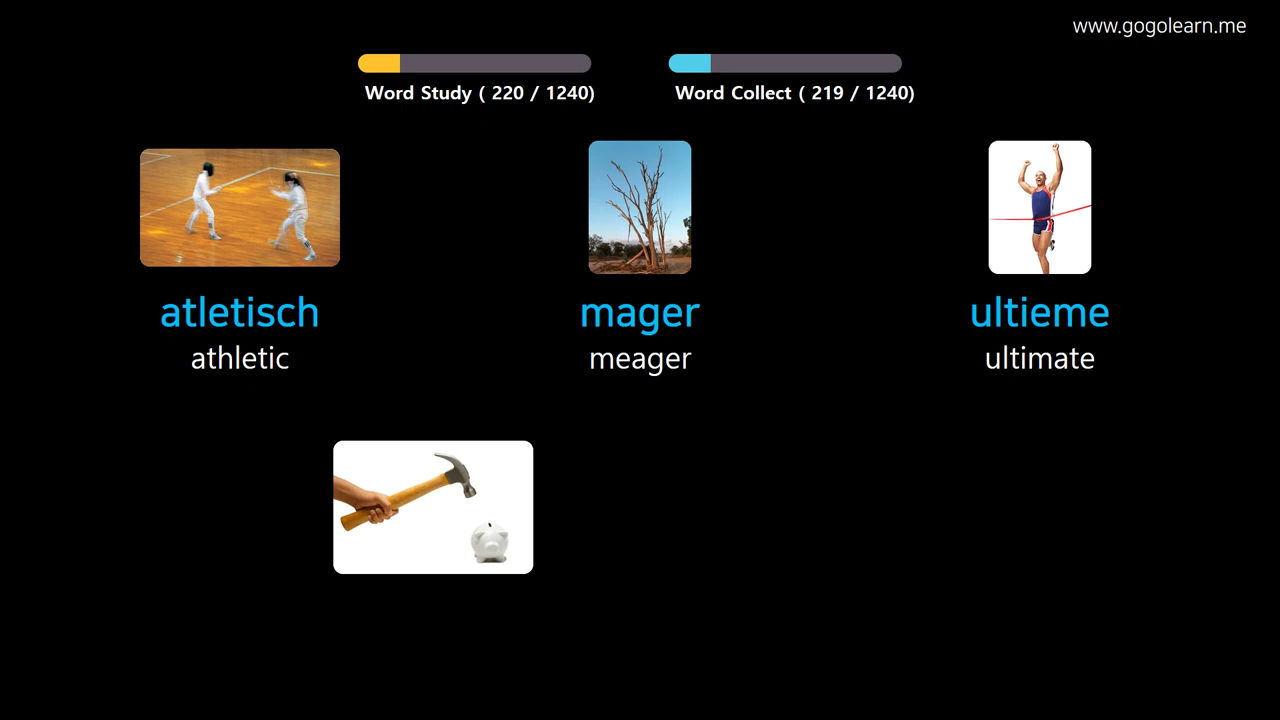 www.gogolearn.me
Word Study ( 220 / 1240)
Word Collect ( 219 / 1240)
atletisch
athletic
mager
meager
ultieme
ultimate